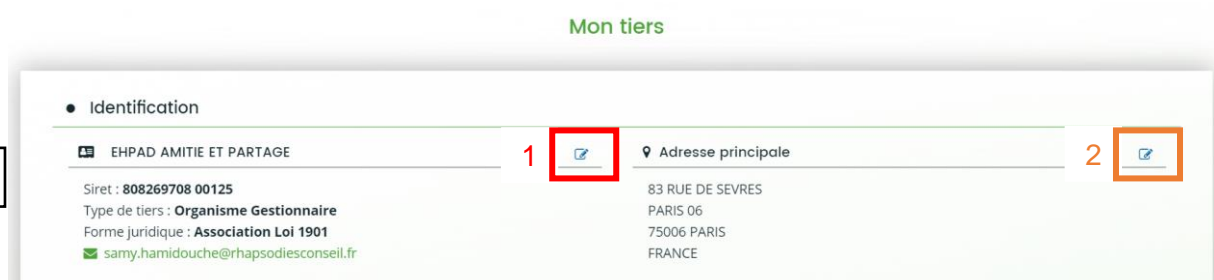 Mon tiers
Identification
EHPAD AMITIE ET PARTAGE
1
Siret : 808269708 00125
Type de tiers : Organisme Gestionnaire
Forme juridique : Association Loi 1901
samy.hamidouche@rhapsodiesconseil.fr
Adresse principale
2
83 RUE DE SEVRES
PARIS 06
75006 PARIS
FRANCE